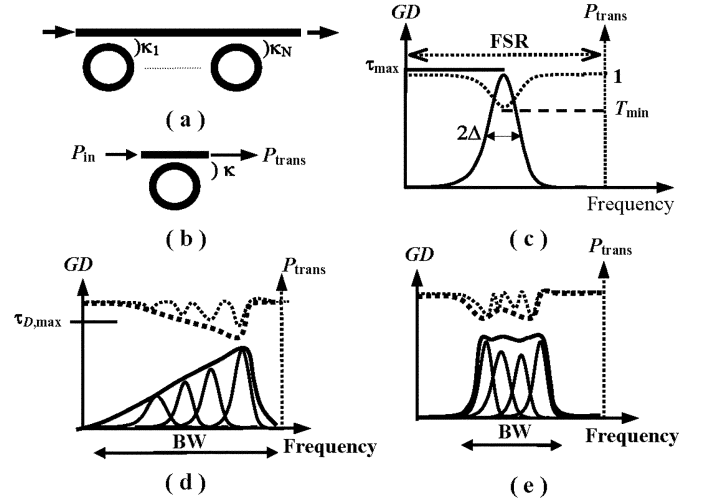 )κ1 )κN
( a )
Pin Ptrans
) κ
( b )
GD Ptrans
FSR
τmax 1
Tmin
2Δ
Frequency
( c )
GD Ptrans
τD,max
BW Frequency
( d )
GD Ptrans
BW Frequency
( e )